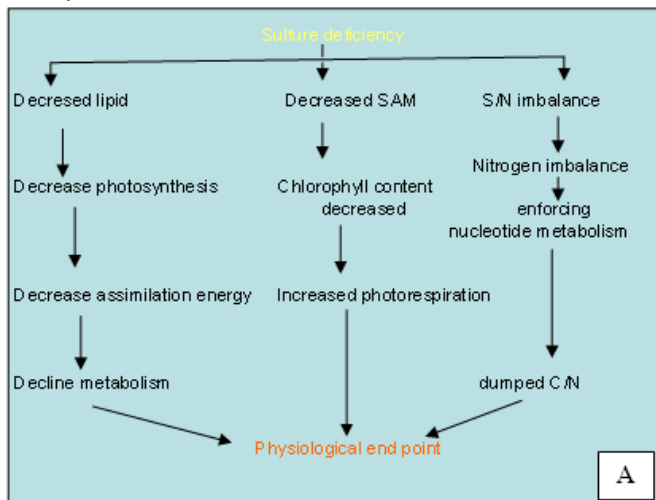 Sulture deficiency
Decresed lipid
Decreased SAM
S/N imbalance
Nitrogen imbalance
Decrease photosynthesis
Chlorophyll content
decreased
enforcing
nucleotide metabolism
Decrease assimilation energy
Increased photorespiration
Decline metabolism
dumped C/N
Physiological end point
A